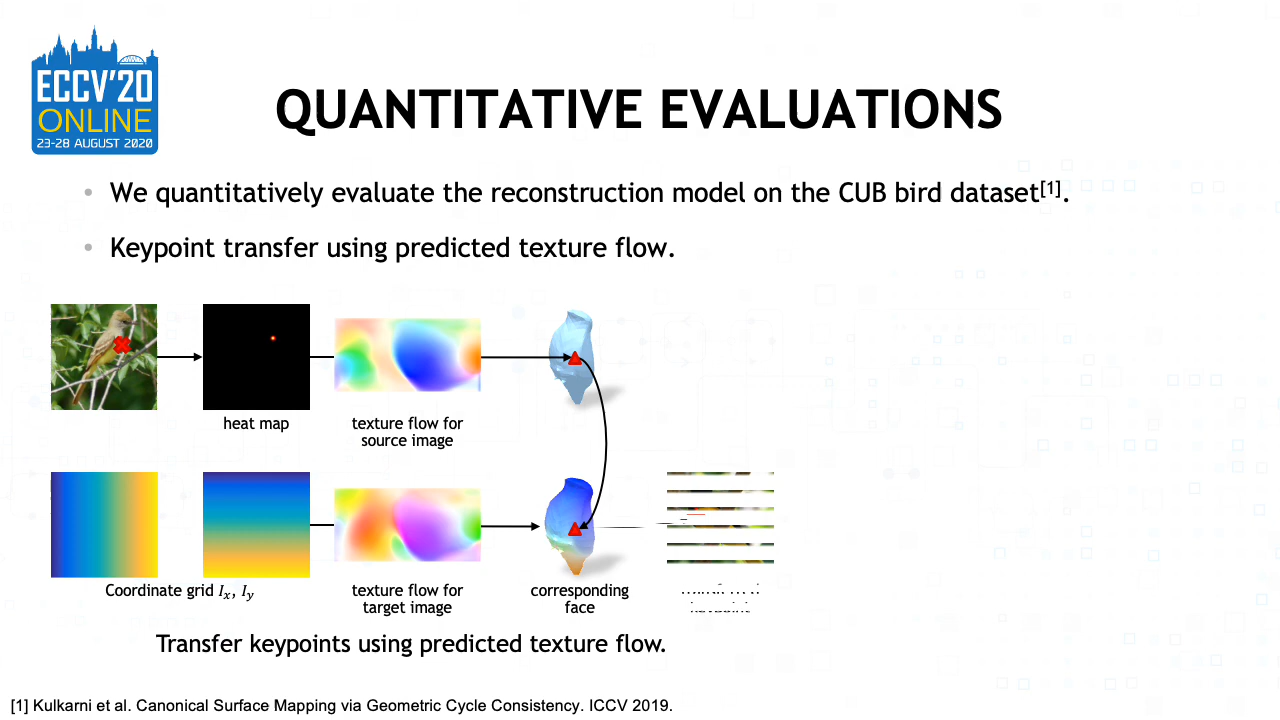 ECCV'20
ONLINE
23-28 AUGUST 2020
QUANTITATIVE EVALUATIONS
• We quantitatively evaluate the reconstruction model on the CUB bird dataset[1].
• Keypoint transfer using predicted texture flow.
heat map
texture flow for
source image
Coordinate grid Iₓ, Iᵧ
texture flow for
target image
corresponding
face
Transfer keypoints using predicted texture flow.
[1] Kulkarni et al. Canonical Surface Mapping via Geometric Cycle Consistency. ICCV 2019.